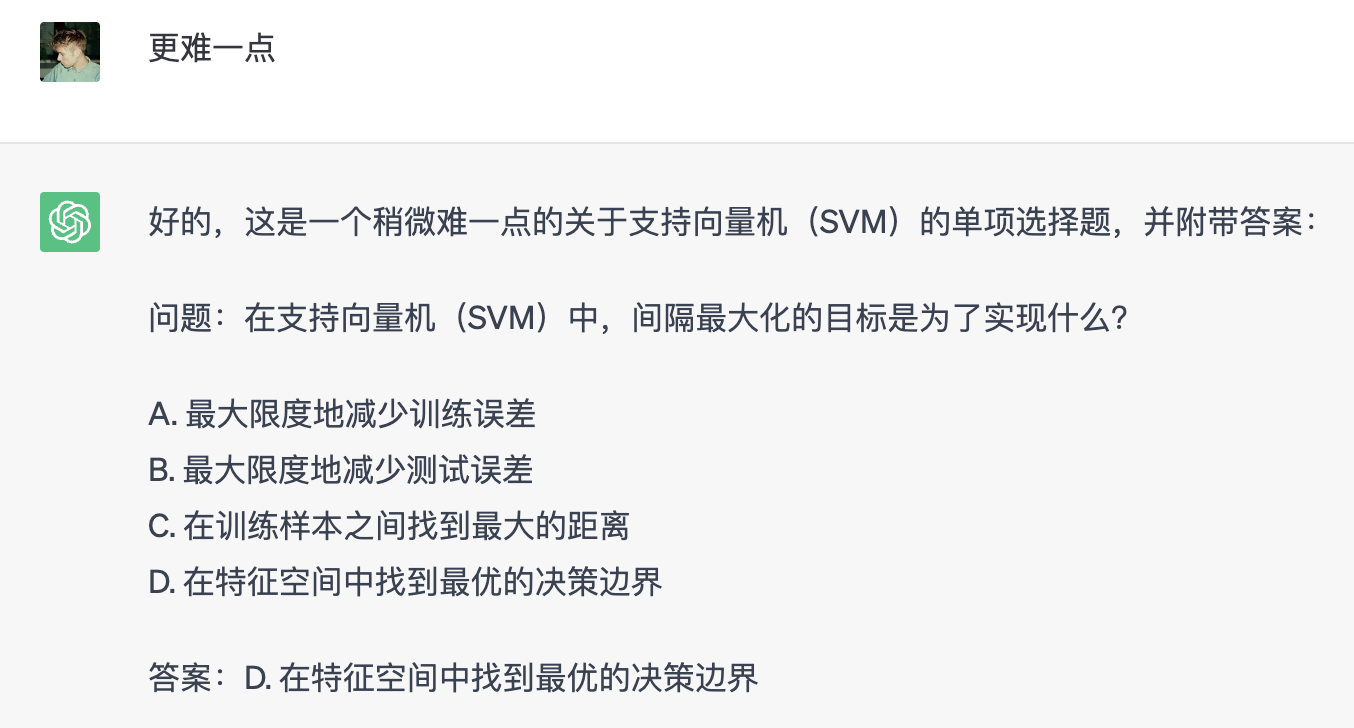 更难一点
好的，这是一个稍微难一点的关于支持向量机（SVM）的单项选择题，并附带答案：
问题：在支持向量机（SVM）中，间隔最大化的目标是为了实现什么？
A. 最大限度地减少训练误差
B. 最大限度地减少测试误差
C. 在训练样本之间找到最大的距离
D. 在特征空间中找到最优的决策边界
答案：D. 在特征空间中找到最优的决策边界